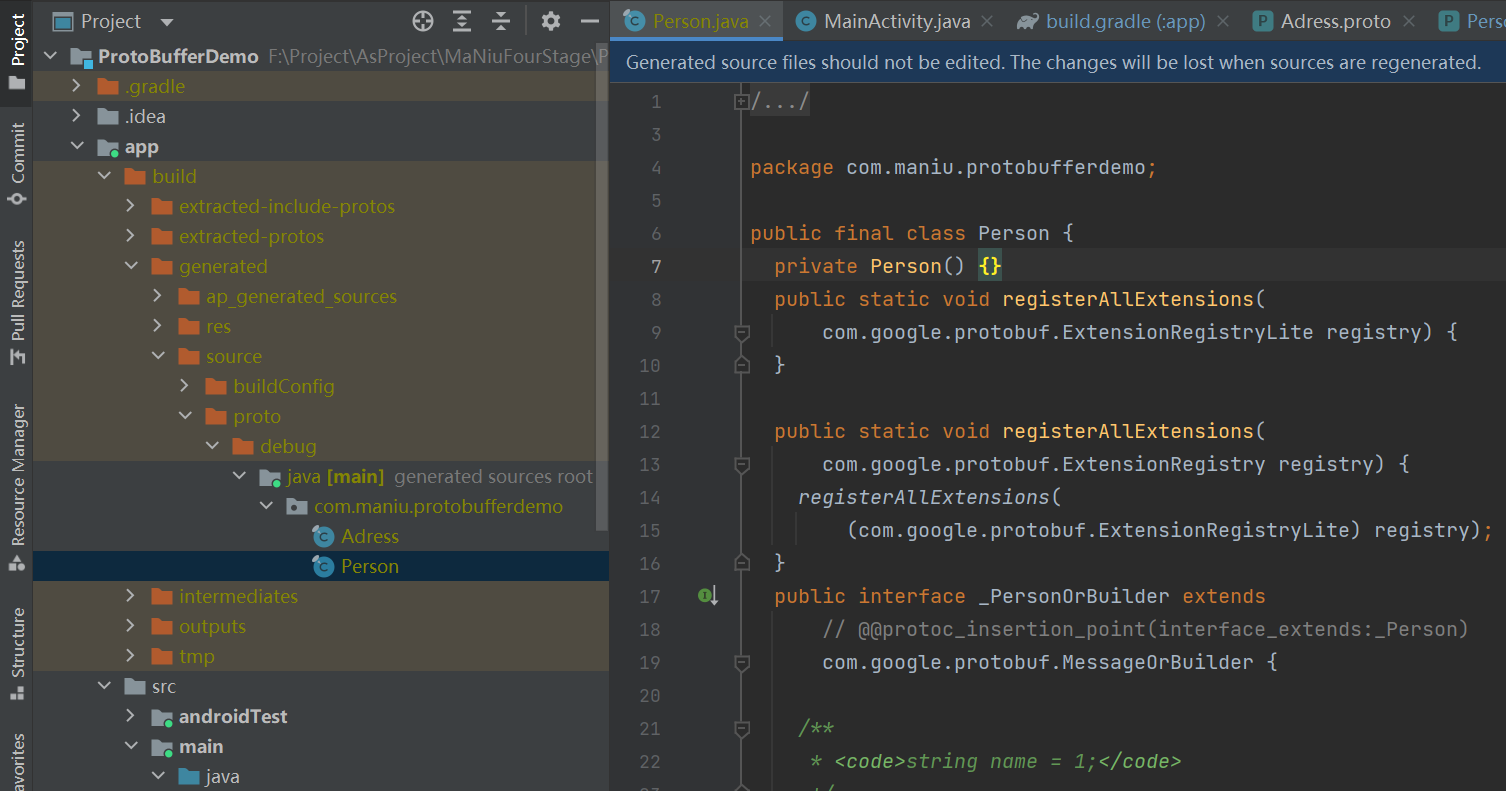 Project
Commit
Pull Requests
Resource Manager
Structure
avorites
Project
ProtoBufferDemo F:\Project\AsProject\MaNiuFourStage\P
.gradle
.idea
app
build
extracted-include-protos
extracted-protos
generated
ap_generated_sources
res
source
buildConfig
proto
debug
java [main] generated sources root
com.maniu.protobufferdemo
Adress
Person
intermediates
outputs
tmp
src
androidTest
main
java
Person.java MainActivity.java build.gradle (:app) Adress.proto Perso
Generated source files should not be edited. The changes will be lost when sources are regenerated.
1 /.../
3
4 package com.maniu.protobufferdemo;
5
6 public final class Person {
7 private Person() {}
8 public static void registerAllExtensions(
9 com.google.protobuf.ExtensionRegistryLite registry) {
10 }
11
12 public static void registerAllExtensions(
13 com.google.protobuf.ExtensionRegistry registry) {
14 registerAllExtensions(
15 (com.google.protobuf.ExtensionRegistryLite) registry);
16 }
17 public interface _PersonOrBuilder extends
18 // @@protoc_insertion_point(interface_extends:_Person)
19 com.google.protobuf.MessageOrBuilder {
20
21 /**
22 * <code>string name = 1;</code>